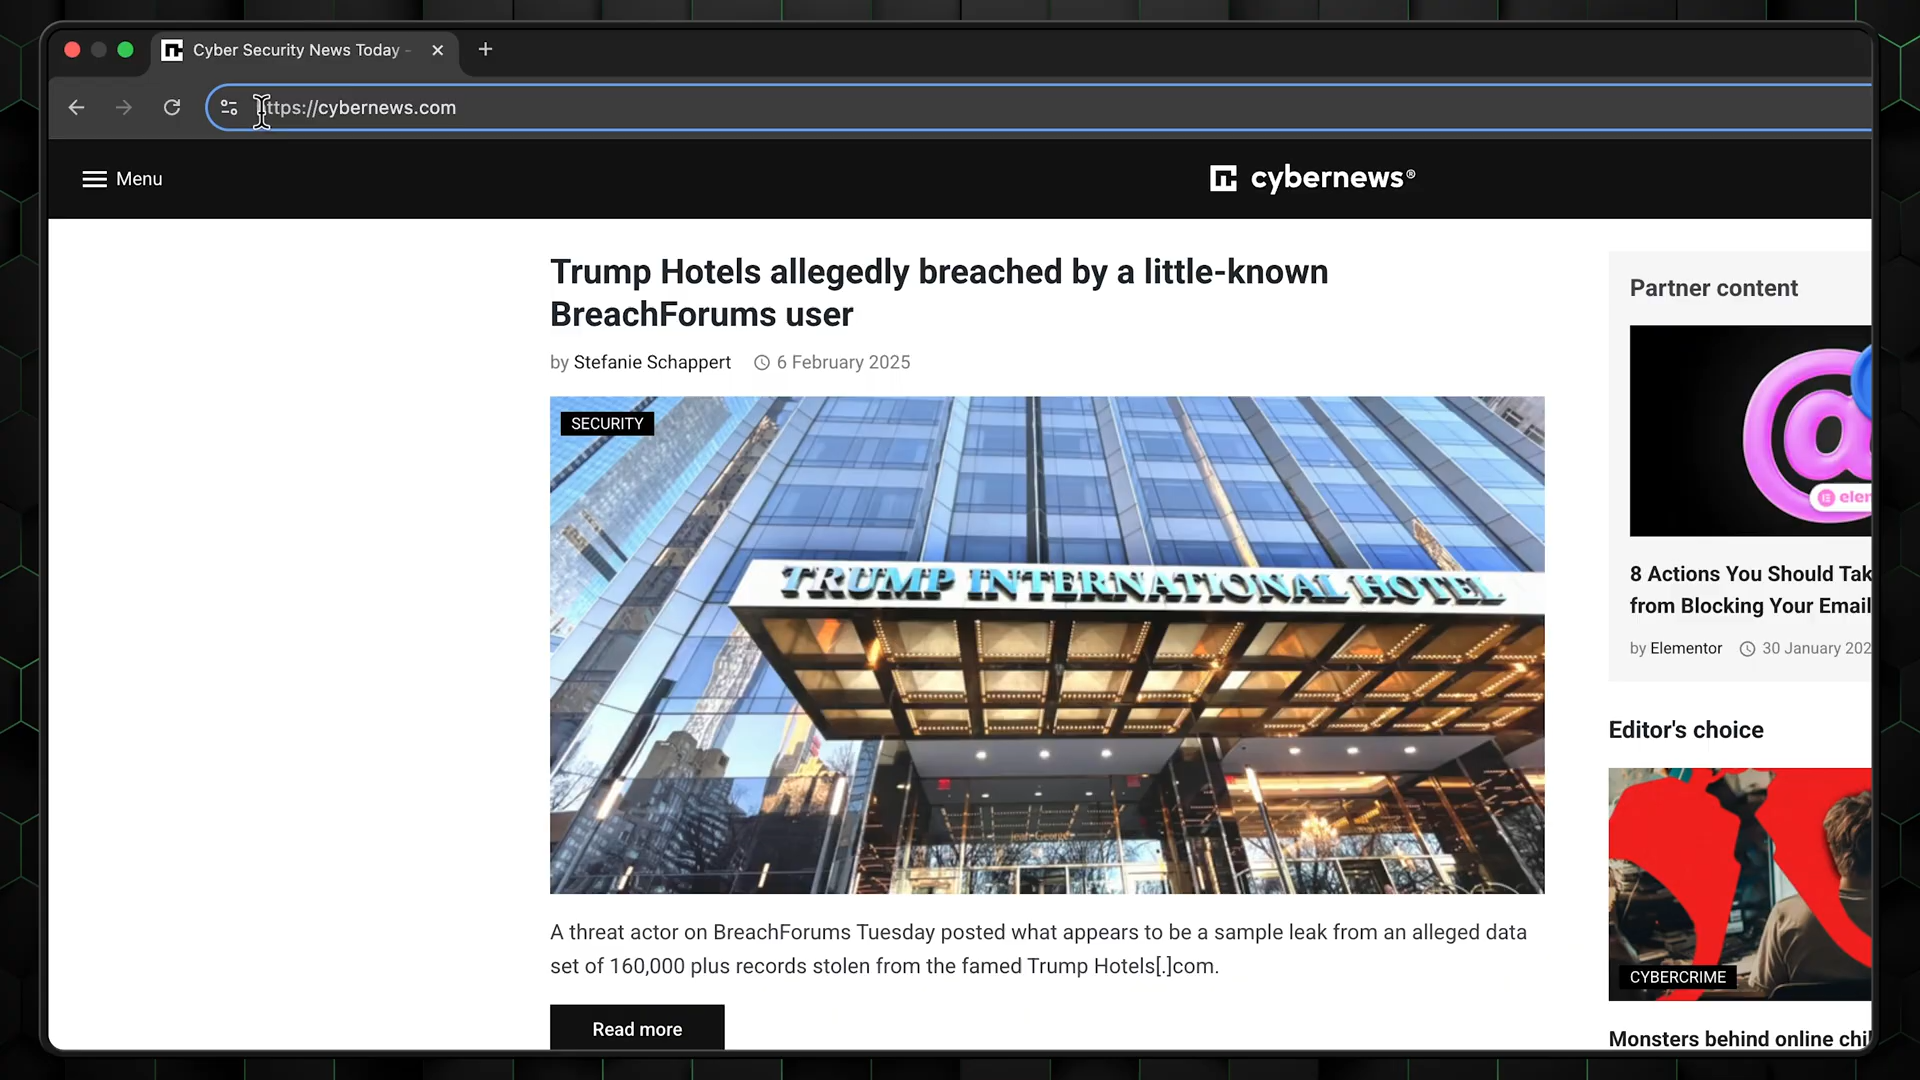 Cyber Security News Today -
https://cybernews.com
Menu
cybernews®
Trump Hotels allegedly breached by a little-known
BreachForums user
by Stefanie Schappert 6 February 2025
SECURITY
TRUMP INTERNATIONAL HOTEL
Jean-Georges
A threat actor on BreachForums Tuesday posted what appears to be a sample leak from an alleged data
set of 160,000 plus records stolen from the famed Trump Hotels[.]com.
Read more
Partner content
@
elem
8 Actions You Should Tak
from Blocking Your Email
by Elementor 30 January 202
Editor's choice
CYBERCRIME
Monsters behind online chil